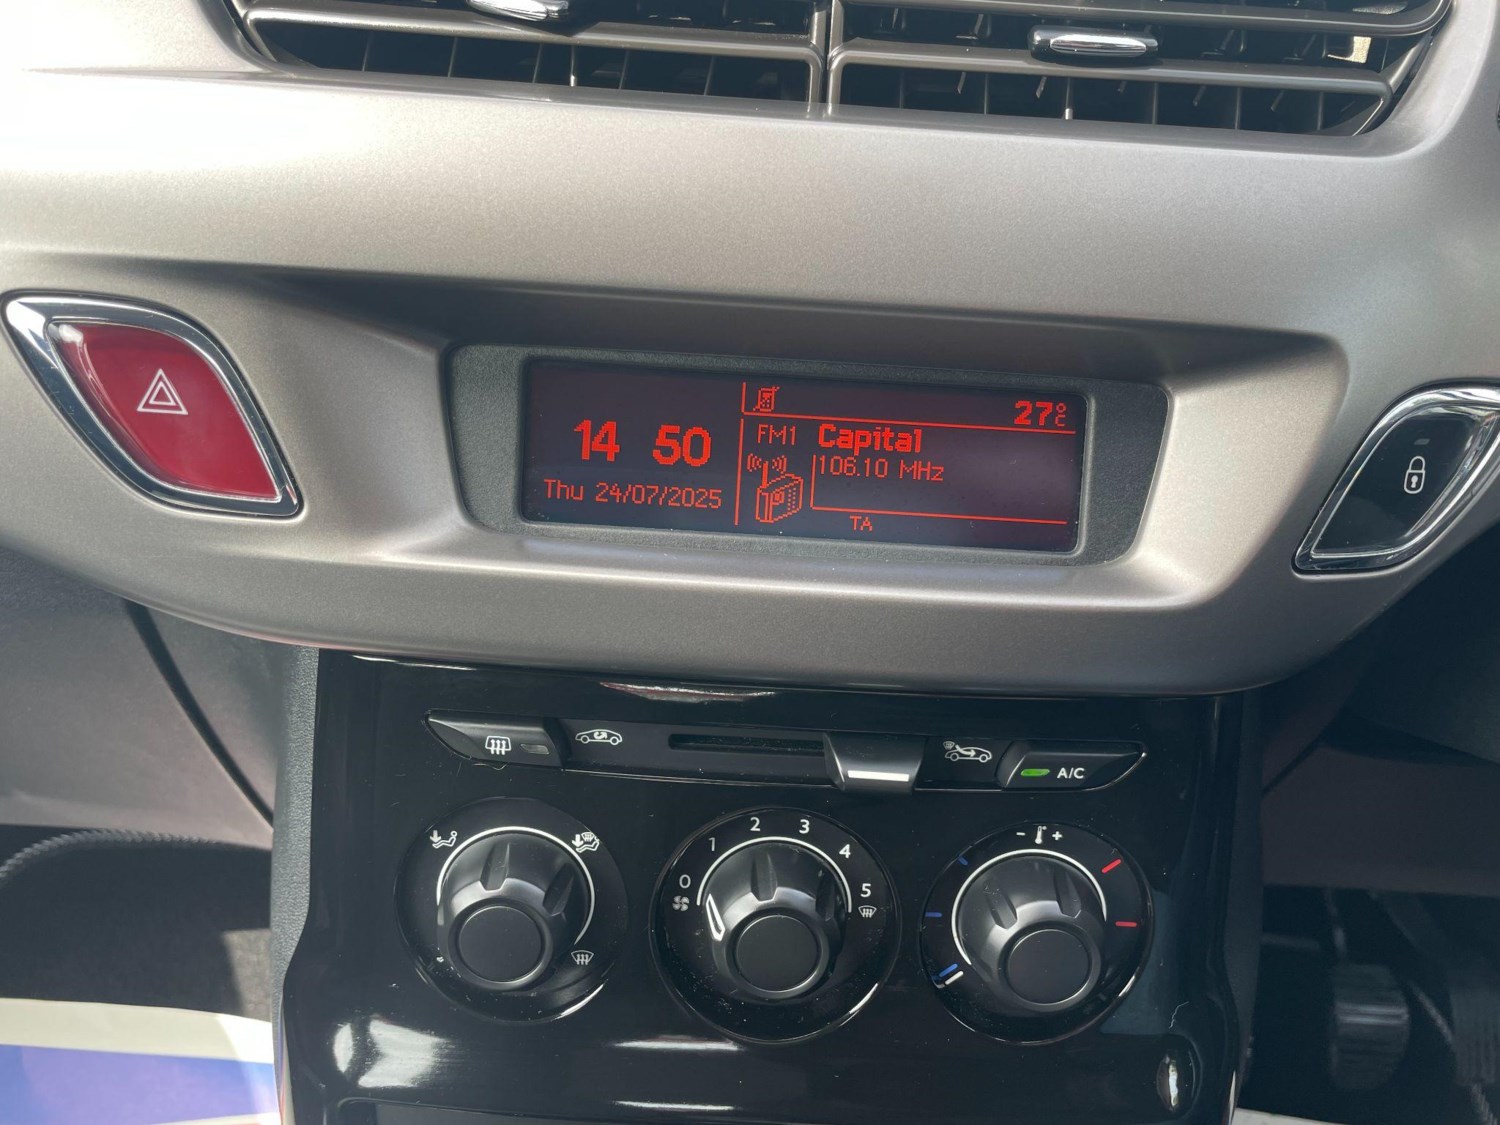 27°C
14 50
FM1 Capital
106.10 MHz
Thu 24/07/2025
TA
A/C
0 1 2 3 4 5
- +